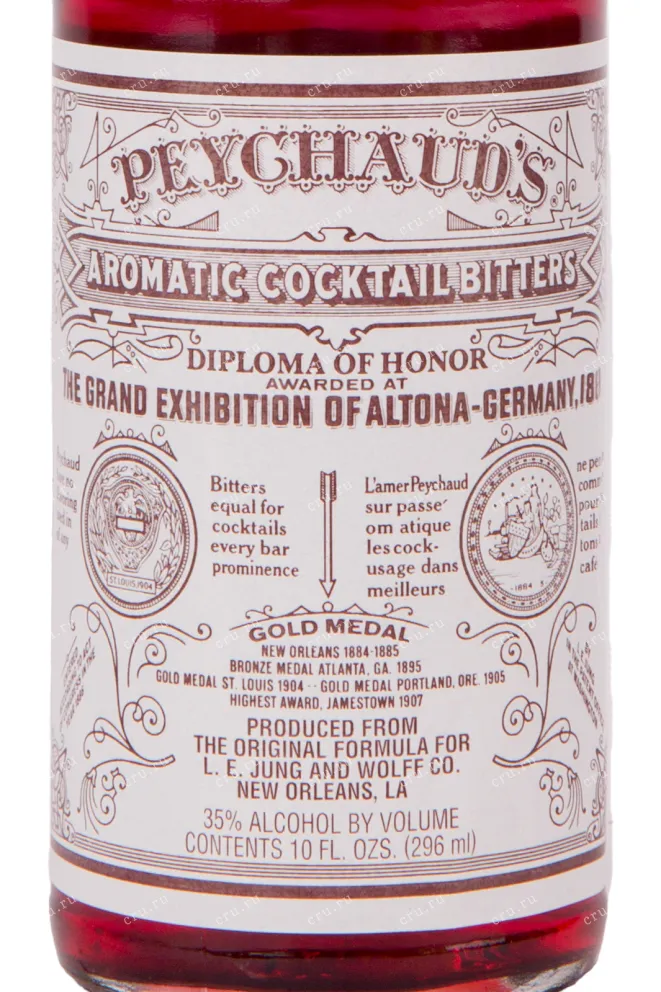 PEYCHAUD'S
AROMATIC COCKTAIL BITTERS
DIPLOMA OF HONOR
AWARDED AT
THE GRAND EXHIBITION OF ALTONA-GERMANY,
Bitters
equal for
cocktails
every bar
prominence
L'amer Peychaud
sur passe'
om atique
les cock-
usage dans
meilleurs
ST. LOUIS, 1904
GOLD MEDAL
NEW ORLEANS 1884-1885
BRONZE MEDAL ATLANTA, GA. 1895
GOLD MEDAL ST. LOUIS 1904 -- GOLD MEDAL PORTLAND, ORE. 1905
HIGHEST AWARD, JAMESTOWN 1907
PRODUCED FROM
THE ORIGINAL FORMULA FOR
L. E. JUNG AND WOLFF CO.
NEW ORLEANS, LA
35% ALCOHOL BY VOLUME
CONTENTS 10 FL. OZS. (296 ml)
cru.ru